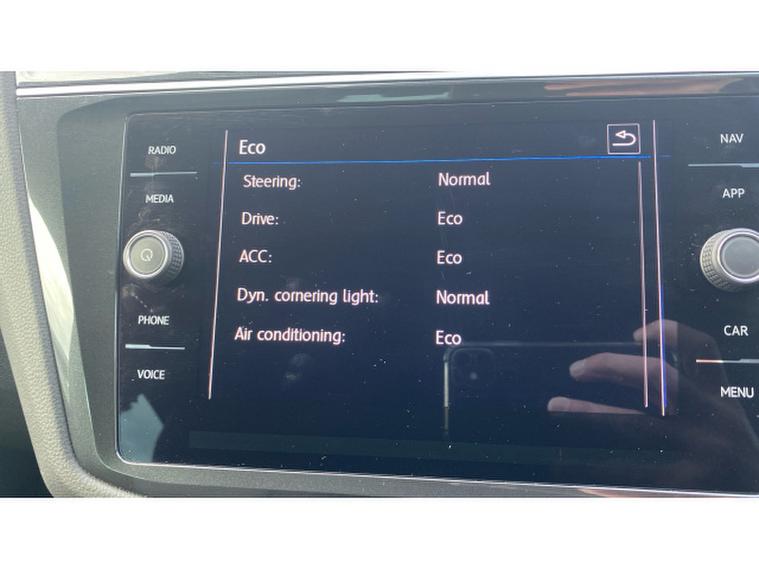 RADIO
MEDIA
PHONE
VOICE
Eco
Steering: Normal
Drive: Eco
ACC: Eco
Dyn. cornering light: Normal
Air conditioning: Eco
NAV
APP
CAR
MENU